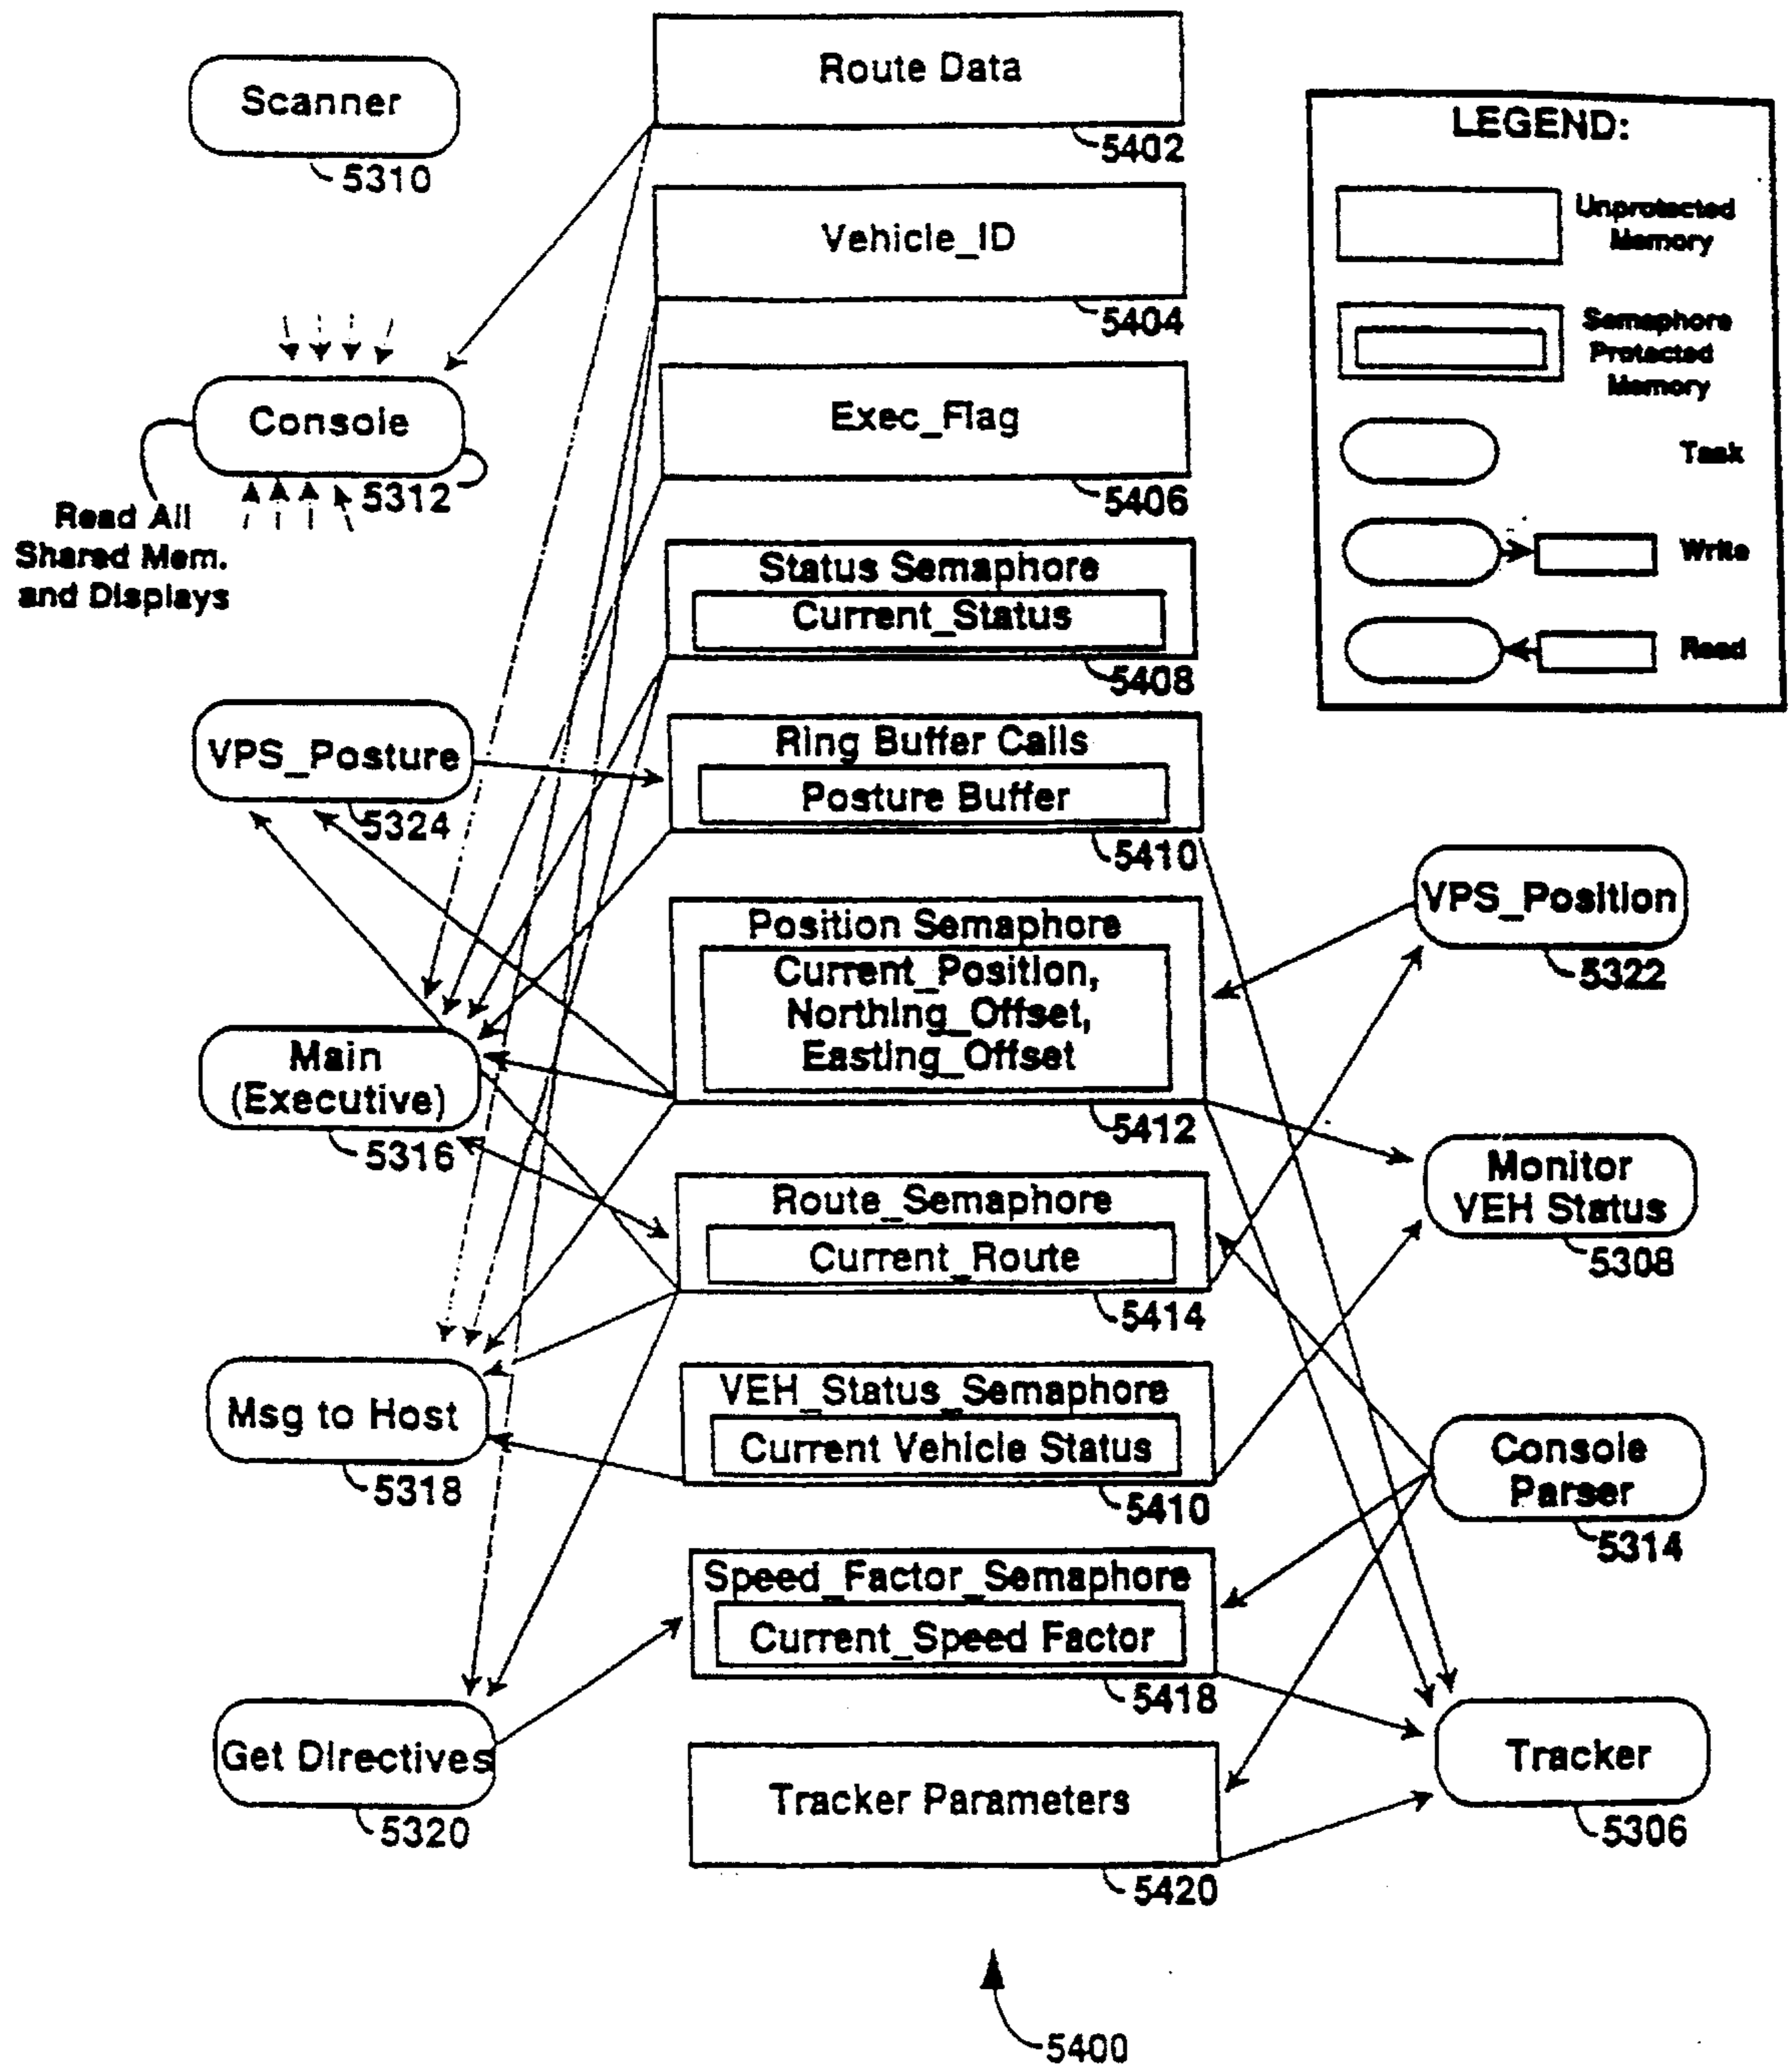 Route Data
5402
Scanner
5310
Vehicle_ID
5404
Console
5312
Read All
Shared Mem.
and Displays
Exec_Flag
5406
Status Semaphore
Current_Status
5408
VPS_Posture
5324
Ring Buffer Calls
Posture Buffer
5410
Position Semaphore
Current_Position,
Northing_Offset,
Easting_Offset
5412
VPS_Position
5322
Main
(Executive)
5316
Monitor
VEH Status
5308
Route_Semaphore
Current_Route
5414
Msg to Host
5318
VEH_Status_Semaphore
Current Vehicle Status
5410
Console
Parser
5314
Speed_Factor_Semaphore
Current_Speed Factor
5418
Get Directives
5320
Tracker Parameters
5420
Tracker
5306
5400
LEGEND:
Unprotected
Memory
Semaphore
Protected
Memory
Task
Write
Read